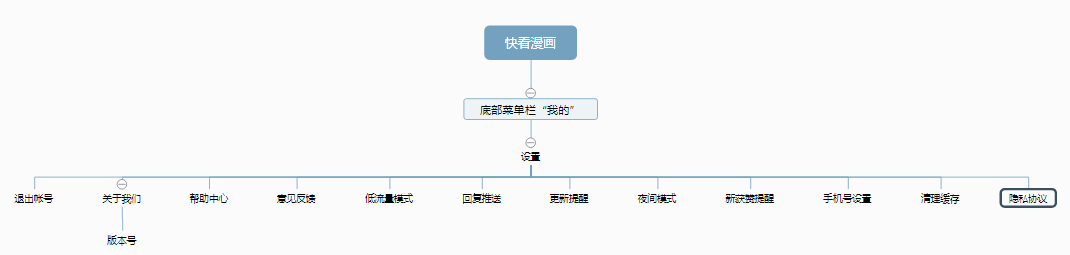 快看漫画
底部菜单栏“我的”
设置
退出帐号
关于我们
帮助中心
意见反馈
低流量模式
回复推送
更新提醒
夜间模式
新获赞提醒
手机号设置
清理缓存
隐私协议
版本号